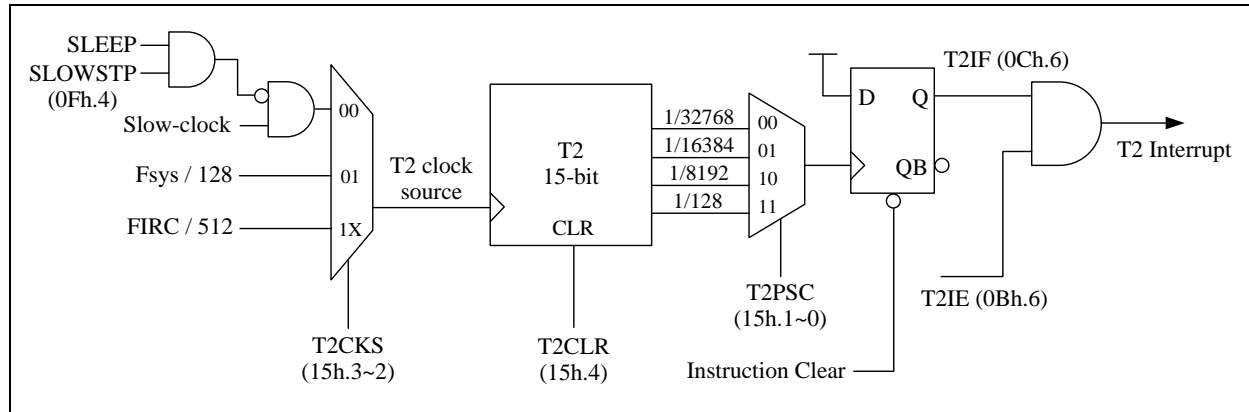 SLEEP
SLOWSTP
(0Fh.4)
Slow-clock
Fsys / 128
FIRC / 512
00
01
1X
T2CKS
(15h.3~2)
T2 clock
source
T2
15-bit
CLR
T2CLR
(15h.4)
1/32768
1/16384
1/8192
1/128
00
01
10
11
T2PSC
(15h.1~0)
D
Q
QB
Instruction Clear
T2IF (0Ch.6)
T2IE (0Bh.6)
T2 Interrupt